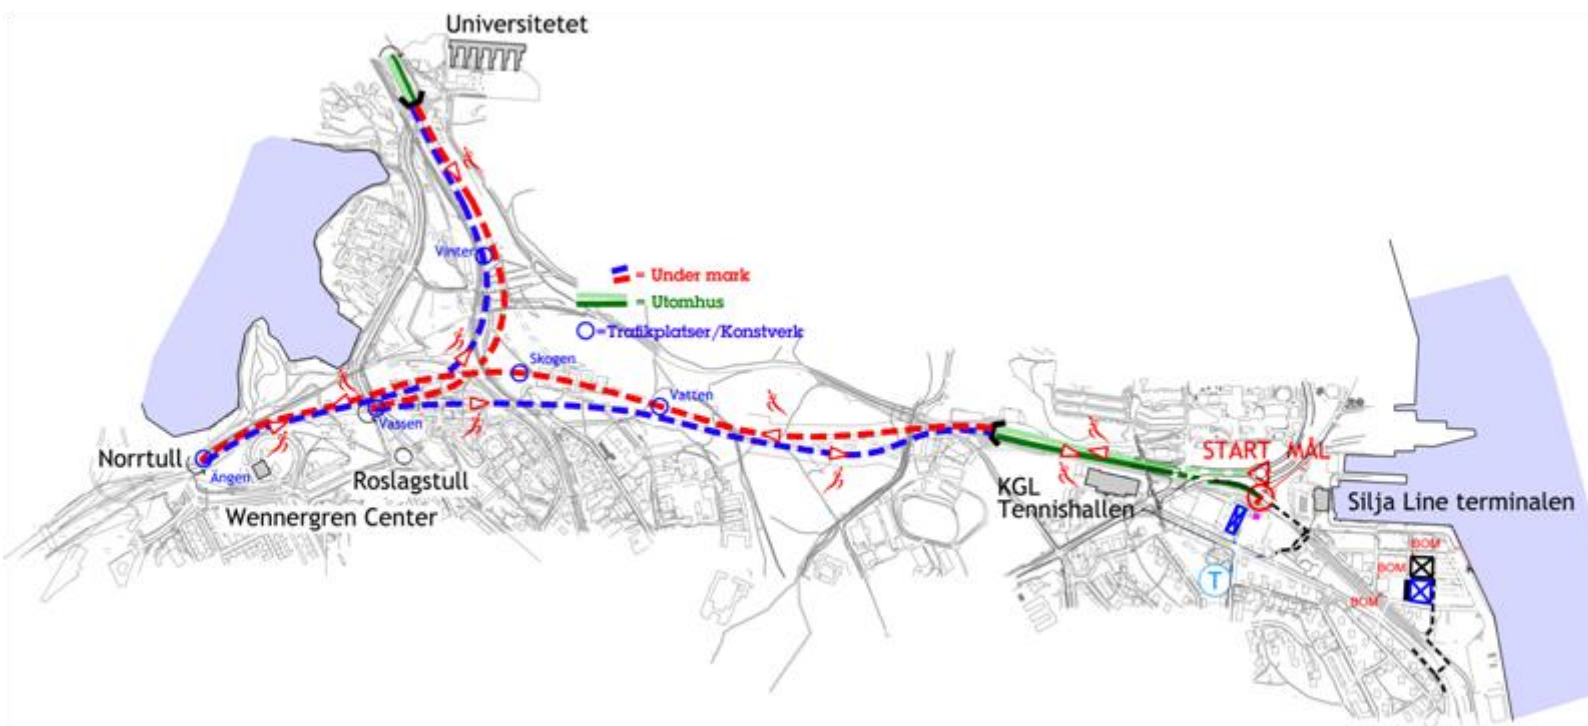 Universitetet
Vinter
= Under mark
= Utomhus
=Trafikplatser/Konstverk
Skogen
Vatten
Vassen
Norrtull
Ängen
Roslagstull
Wennergren Center
START MÅL
KGL
Tennishallen
Silja Line terminalen
T
BOM
BOM
BOM